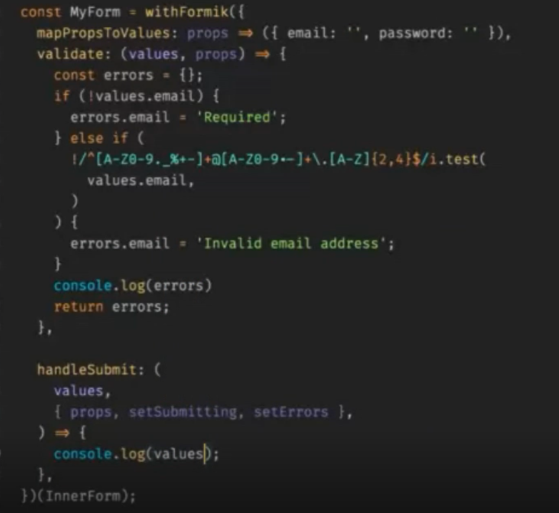 const MyForm = withFormik({
  mapPropsToValues: props => ({ email: '', password: '' }),
  validate: (values, props) => {
    const errors = {};
    if (!values.email) {
      errors.email = 'Required';
    } else if (
      !/^[A-Z0-9._%+-]+@[A-Z0-9.-]+\.[A-Z]{2,4}$/i.test(
        values.email,
      )
    ) {
      errors.email = 'Invalid email address';
    }
    console.log(errors)
    return errors;
  },

  handleSubmit: (
    values,
    { props, setSubmitting, setErrors },
  ) => {
    console.log(values);
  },
})(InnerForm);